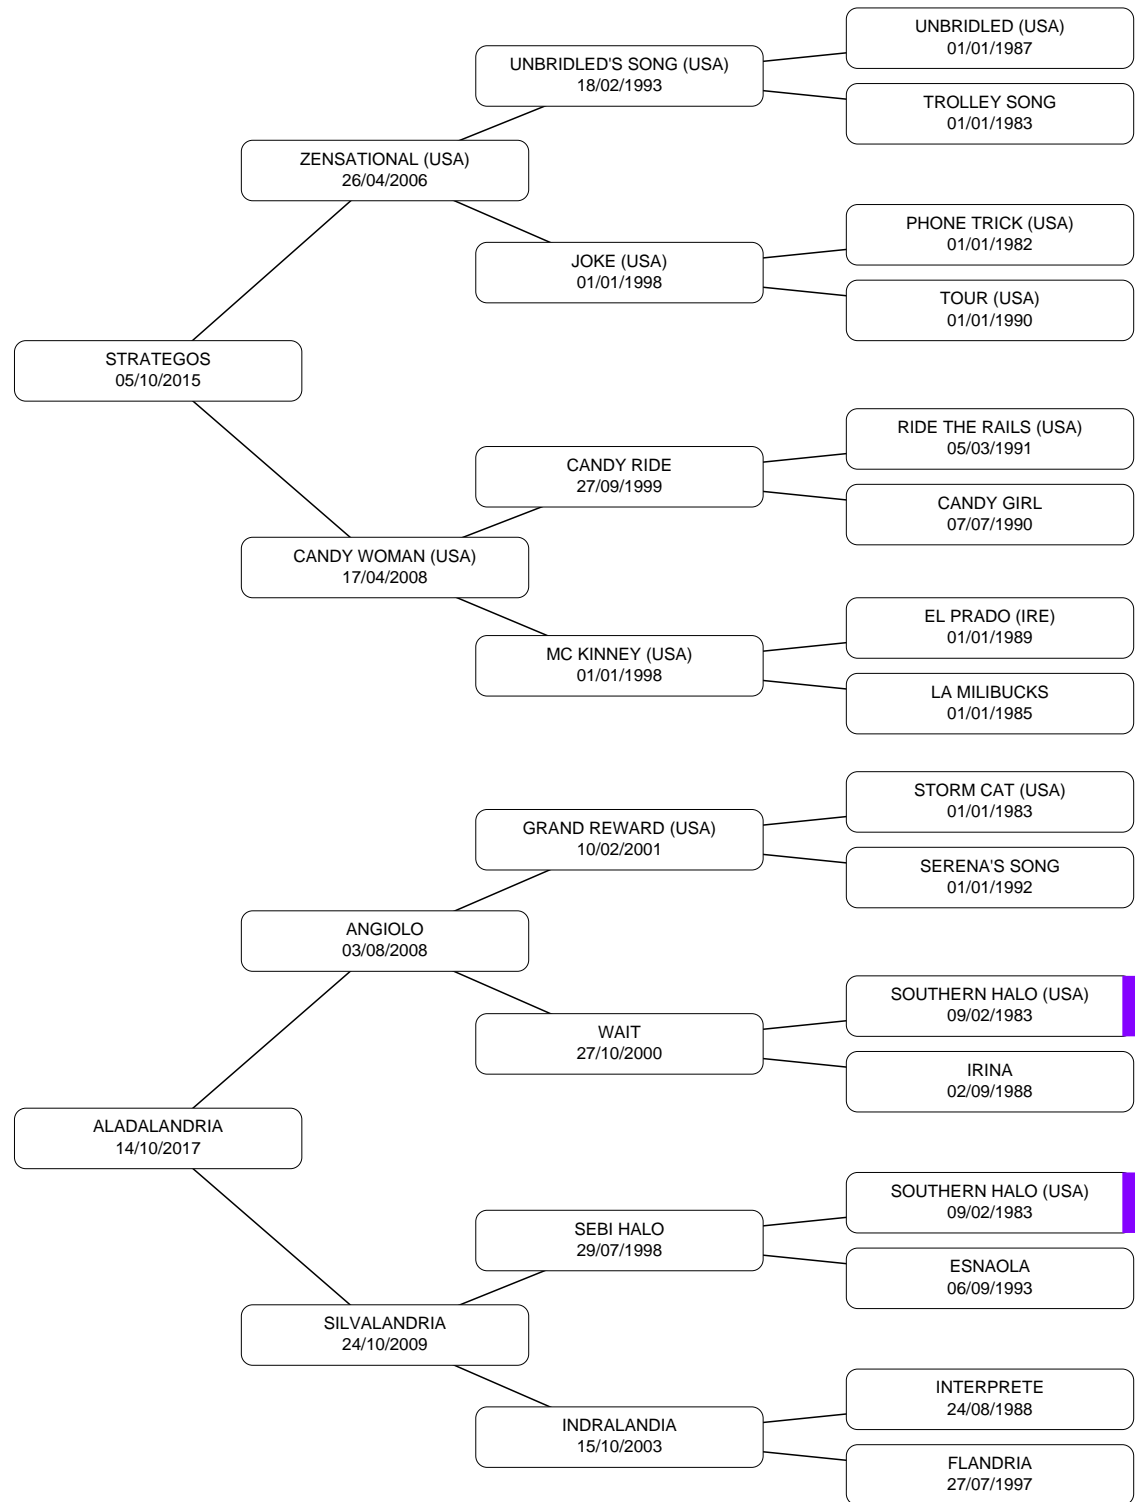 UNBRIDLED (USA)
01/01/1987
UNBRIDLED'S SONG (USA)
18/02/1993
TROLLEY SONG
01/01/1983
ZENSATIONAL (USA)
26/04/2006
PHONE TRICK (USA)
01/01/1982
JOKE (USA)
01/01/1998
TOUR (USA)
01/01/1990
STRATEGOS
05/10/2015
RIDE THE RAILS (USA)
05/03/1991
CANDY RIDE
27/09/1999
CANDY GIRL
07/07/1990
CANDY WOMAN (USA)
17/04/2008
EL PRADO (IRE)
01/01/1989
MC KINNEY (USA)
01/01/1998
LA MILIBUCKS
01/01/1985
STORM CAT (USA)
01/01/1983
GRAND REWARD (USA)
10/02/2001
SERENA'S SONG
01/01/1992
ANGIOLO
03/08/2008
SOUTHERN HALO (USA)
09/02/1983
WAIT
27/10/2000
IRINA
02/09/1988
ALADALANDRIA
14/10/2017
SOUTHERN HALO (USA)
09/02/1983
SEBI HALO
29/07/1998
ESNAOLA
06/09/1993
SILVALANDRIA
24/10/2009
INTERPRETE
24/08/1988
INDRALANDIA
15/10/2003
FLANDRIA
27/07/1997